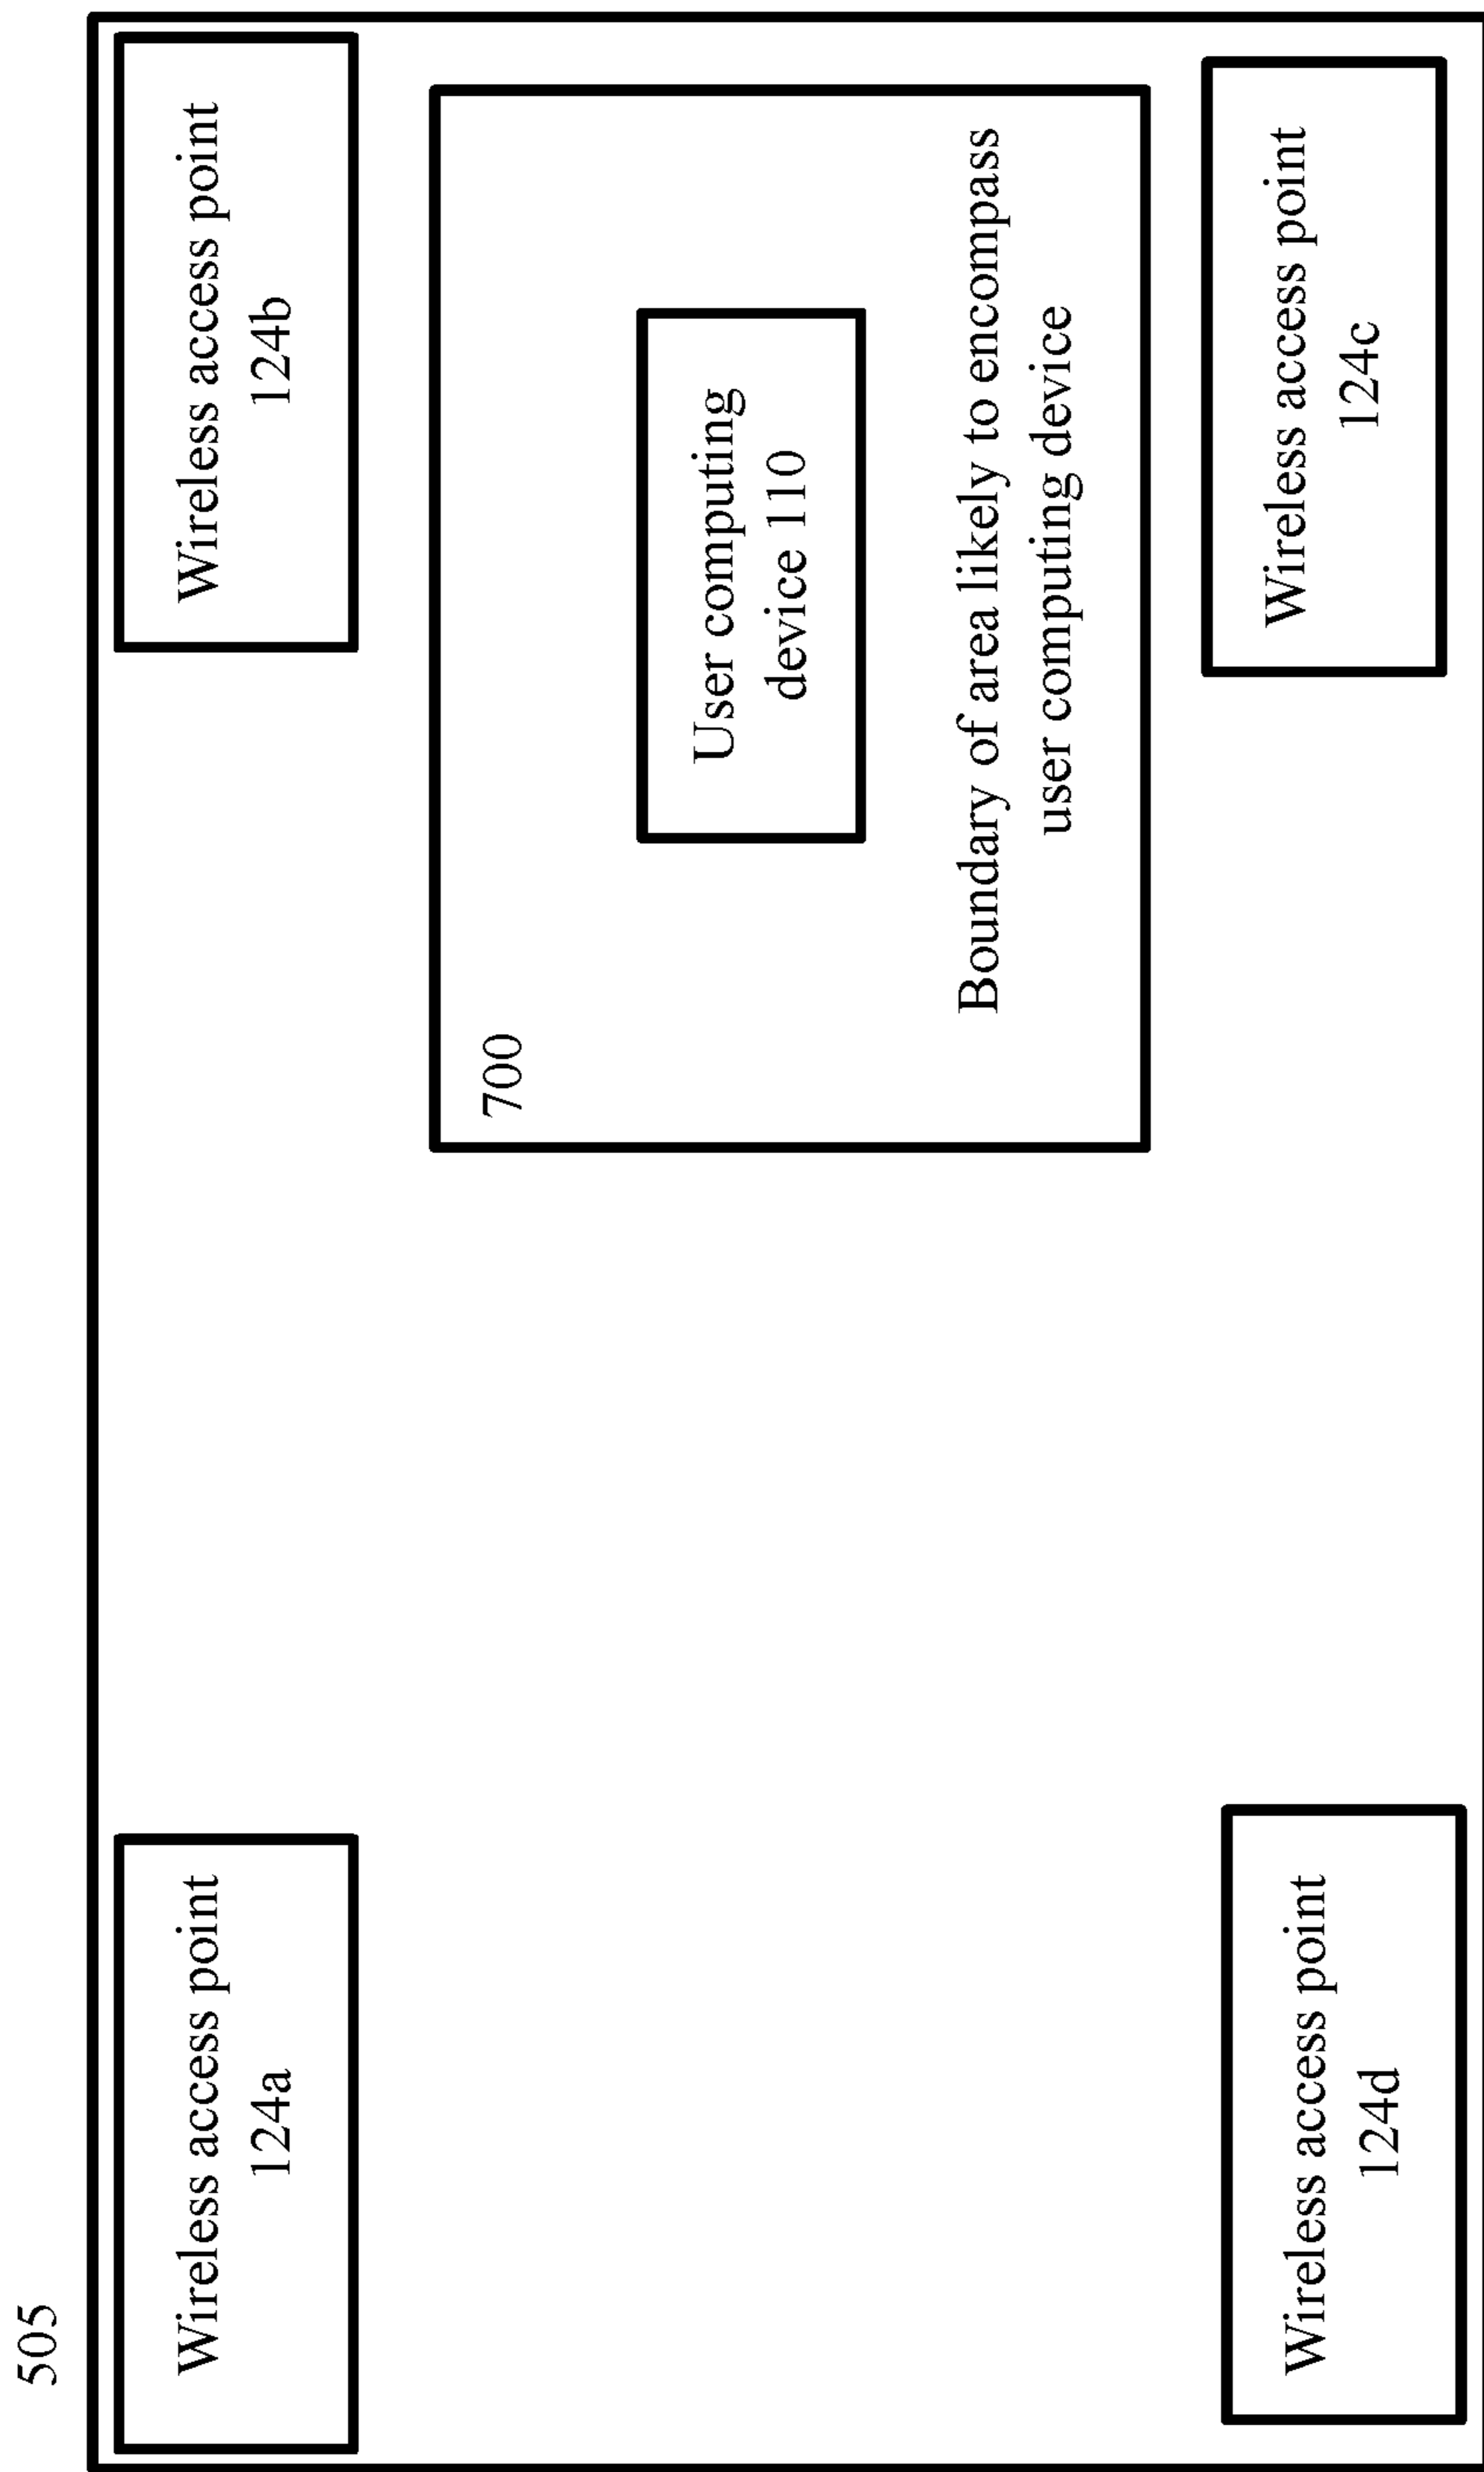 505
Wireless access point
124a
Wireless access point
124b
700
User computing
device 110
Boundary of area likely to encompass
user computing device
Wireless access point
124d
Wireless access point
124c